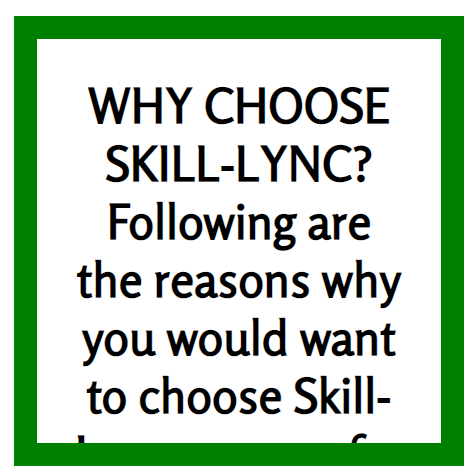 WHY CHOOSE
SKILL-LYNC?
Following are
the reasons why
you would want
to choose Skill-